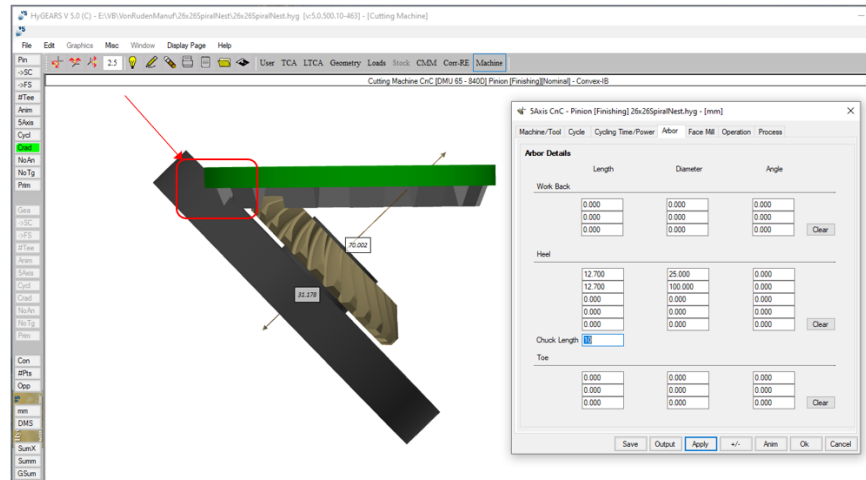 HyGEARS V 5.0 (C) - E:\VB\VonRudenManuf\26x26SpiralNest\26x26SpiralNest.hyg [v:5.0.500.10-463] - [Cutting Machine]
File Edit Graphics Misc Window Display Page Help
2.5 User TCA LTCA Geometry Loads Stock CMM Corr-RE Machine
Cutting Machine CnC [DMU 65 - 840D] Pinion [Finishing][Nominal] - Convex-IB
Pin
->SC
->FS
#Tee
Anim
5Axis
Cycl
Crad
NoAn
NoTg
Prim
Gea
->SC
->FS
#Tee
Anim
5Axis
Cycl
Crad
NoAn
NoTg
Con
#Pts
Opp
mm
DMS
SumX
Summ
GSum
70.002
31.178
5Axis CnC - Pinion [Finishing] 26x26SpiralNest.hyg - [mm]
Machine/Tool Cycle Cycling Time/Power Arbor Face Mill Operation Process
Arbor Details
Length Diameter Angle
Work Back
0.000 0.000 0.000
0.000 0.000 0.000
0.000 0.000 0.000 Clear
Heel
12.700 25.000 0.000
12.700 100.000 0.000
0.000 0.000 0.000
0.000 0.000 0.000
0.000 0.000 0.000 Clear
Chuck Length 10
Toe
0.000 0.000 0.000
0.000 0.000 0.000
0.000 0.000 0.000 Clear
Save Output Apply +/- Anim Ok Cancel